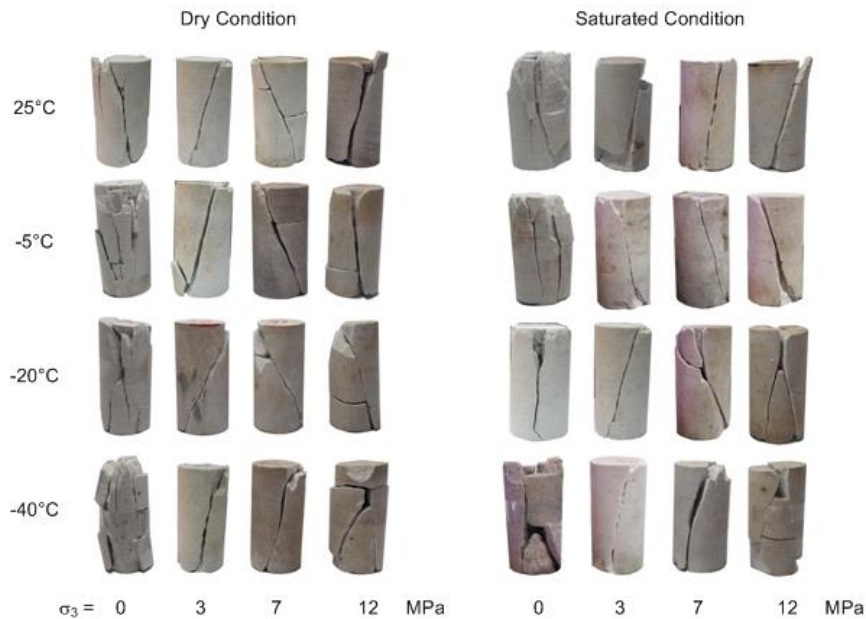 Dry Condition Saturated Condition
25°C
-5°C
-20°C
-40°C
σ3 = 0 3 7 12 MPa 0 3 7 12 MPa